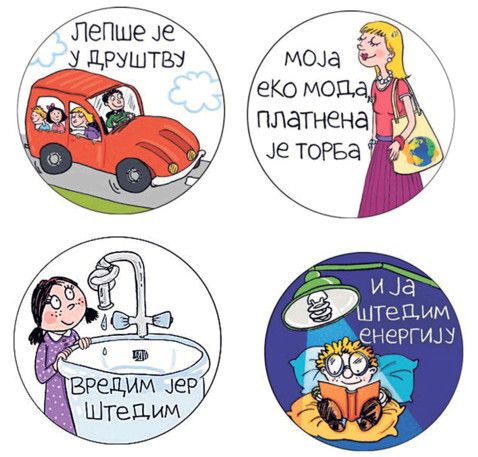 ЛЕПШЕ ЈЕ
У ДРУШТВУ
МОЈА
ЕКО МОДА,
ПЛАТНЕНА
ЈЕ ТОРБА
ВРЕДИМ ЈЕР
ШТЕДИМ
И ЈА
ШТЕДИМ
ЕНЕРГИЈУ